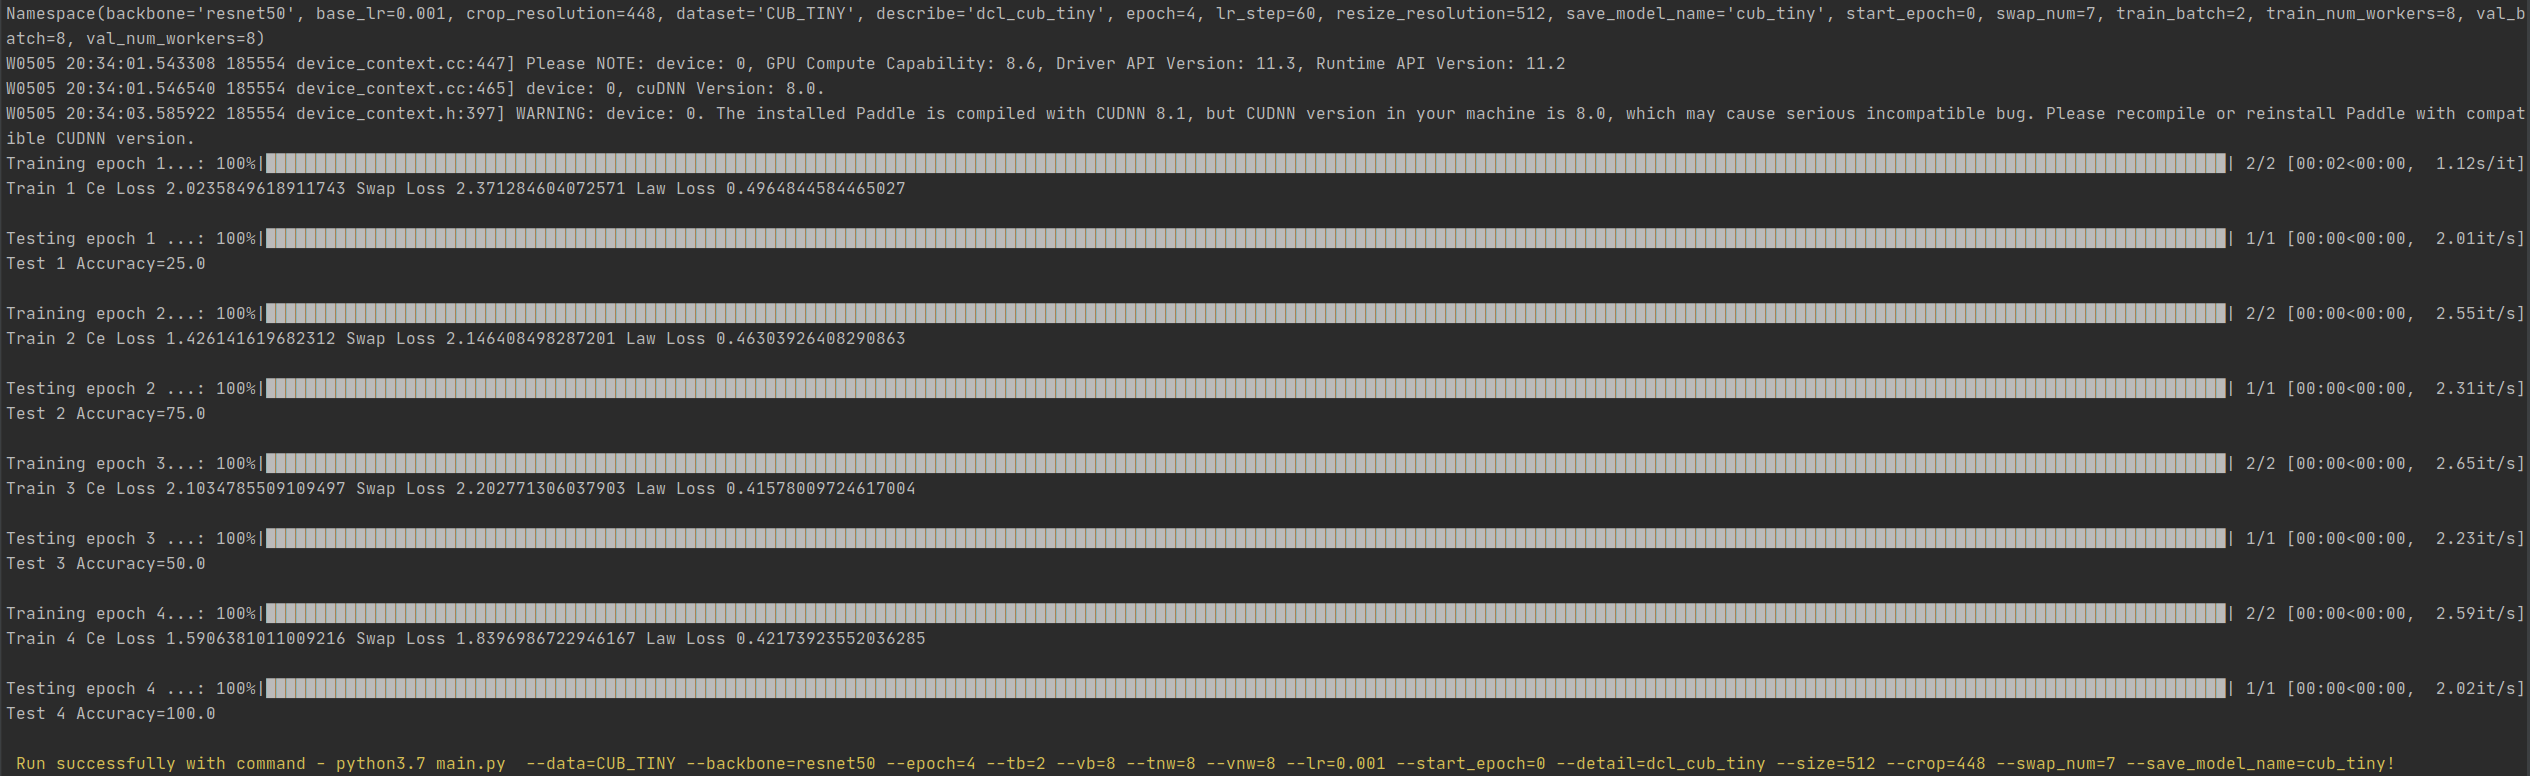 Namespace(backbone='resnet50', base_lr=0.001, crop_resolution=448, dataset='CUB_TINY', describe='dcl_cub_tiny', epoch=4, lr_step=60, resize_resolution=512, save_model_name='cub_tiny', start_epoch=0, swap_num=7, train_batch=2, train_num_workers=8, val_b
atch=8, val_num_workers=8)
W0505 20:34:01.543308 185554 device_context.cc:447] Please NOTE: device: 0, GPU Compute Capability: 8.6, Driver API Version: 11.3, Runtime API Version: 11.2
W0505 20:34:01.546540 185554 device_context.cc:465] device: 0, cuDNN Version: 8.0.
W0505 20:34:03.585922 185554 device_context.h:397] WARNING: device: 0. The installed Paddle is compiled with CUDNN 8.1, but CUDNN version in your machine is 8.0, which may cause serious incompatible bug. Please recompile or reinstall Paddle with compat
ible CUDNN version.
Training epoch 1...: 100%|| 2/2 [00:02<00:00,  1.12s/it]
Train 1 Ce Loss 2.0235849618911743 Swap Loss 2.371284604072571 Law Loss 0.4964844584465027
Testing epoch 1 ...: 100%|| 1/1 [00:00<00:00,  2.01it/s]
Test 1 Accuracy=25.0
Training epoch 2...: 100%|| 2/2 [00:00<00:00,  2.55it/s]
Train 2 Ce Loss 1.426141619682312 Swap Loss 2.146408498287201 Law Loss 0.46303926408290863
Testing epoch 2 ...: 100%|| 1/1 [00:00<00:00,  2.31it/s]
Test 2 Accuracy=75.0
Training epoch 3...: 100%|| 2/2 [00:00<00:00,  2.65it/s]
Train 3 Ce Loss 2.1034785509109497 Swap Loss 2.202771306037903 Law Loss 0.41578009724617004
Testing epoch 3 ...: 100%|| 1/1 [00:00<00:00,  2.23it/s]
Test 3 Accuracy=50.0
Training epoch 4...: 100%|| 2/2 [00:00<00:00,  2.59it/s]
Train 4 Ce Loss 1.5906381011009216 Swap Loss 1.8396986722946167 Law Loss 0.42173923552036285
Testing epoch 4 ...: 100%|| 1/1 [00:00<00:00,  2.02it/s]
Test 4 Accuracy=100.0
Run successfully with command - python3.7 main.py  --data=CUB_TINY --backbone=resnet50 --epoch=4 --tb=2 --vb=8 --tnw=8 --vnw=8 --lr=0.001 --start_epoch=0 --detail=dcl_cub_tiny --size=512 --crop=448 --swap_num=7 --save_model_name=cub_tiny!